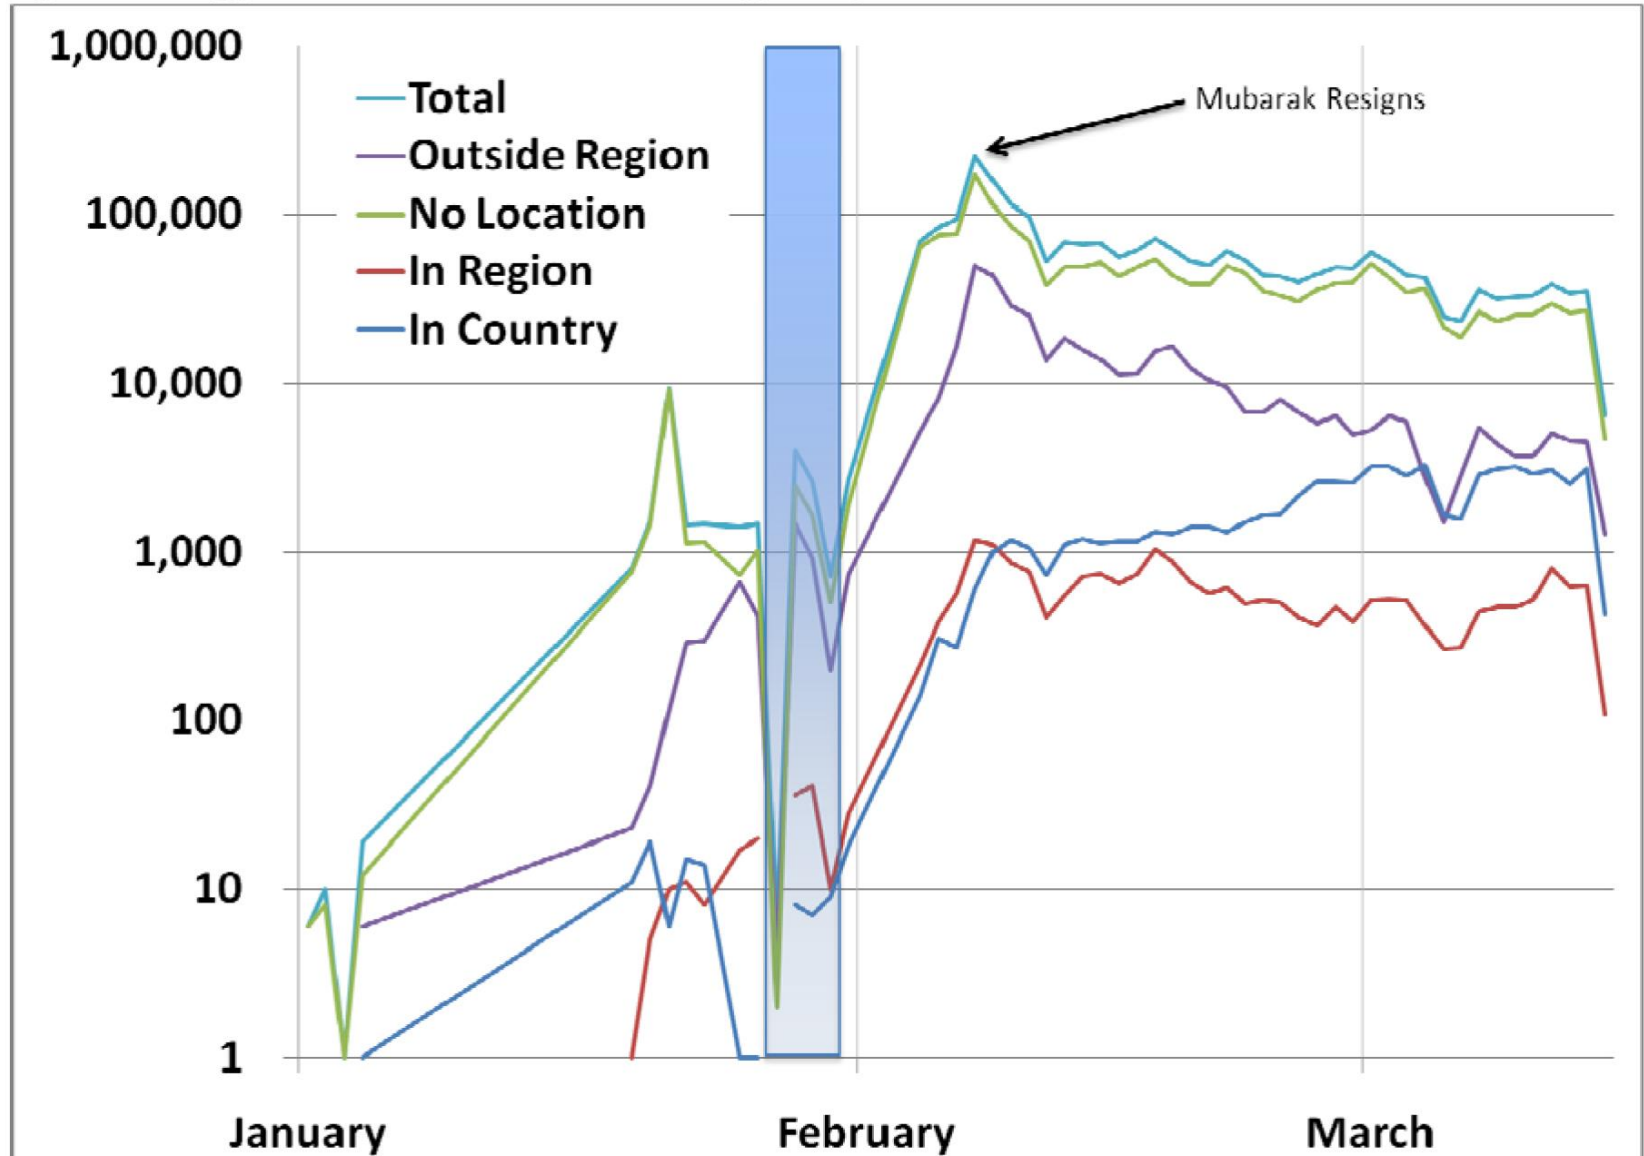 1,000,000
Total
Mubarak Resigns
Outside Region
100,000
No Location
In Region
In Country
10,000
1,000
100
10
1
January
February
March